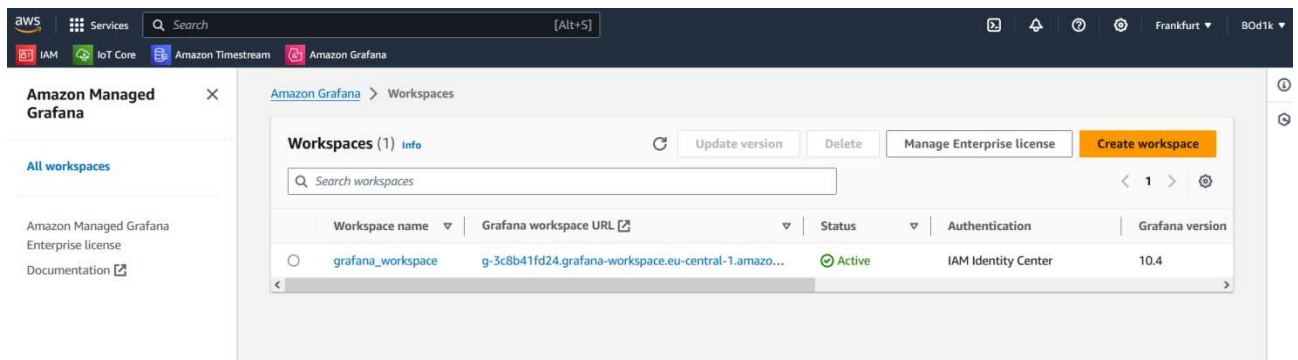 aws Services Search [Alt+S] Frankfurt ▼ BOd1k ▼
IAM IoT Core Amazon Timestream Amazon Grafana
Amazon Managed
Grafana
All workspaces
Amazon Managed Grafana
Enterprise license
Documentation
Amazon Grafana > Workspaces
Workspaces (1) Info Update version Delete Manage Enterprise license Create workspace
Search workspaces < 1 >
Workspace name Grafana workspace URL Status Authentication Grafana version
grafana_workspace g-3c8b41fd24.grafana-workspace.eu-central-1.amazo... Active IAM Identity Center 10.4